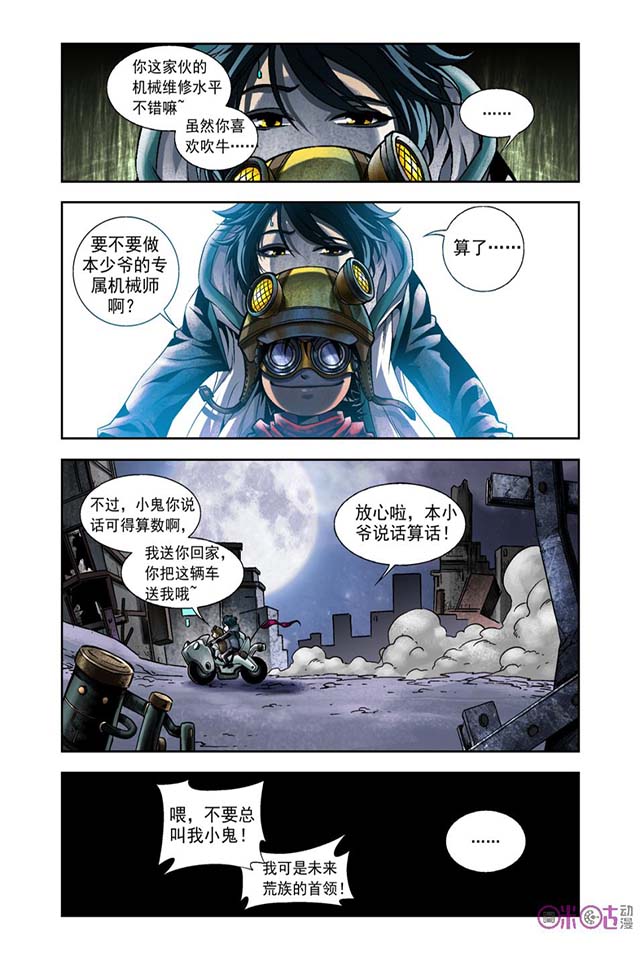 你这家伙的
机械维修水平
不错嘛~
虽然你喜
欢吹牛……
……
要不要做
本少爷的专
属机械师
啊？
算了……
不过，小鬼你说
话可得算数啊，
我送你回家，
你把这辆车
送我哦~
放心啦，本小
爷说话算话！
喂，不要总
叫我小鬼！
我可是未来
荒族的首领！
……
咪咕动漫